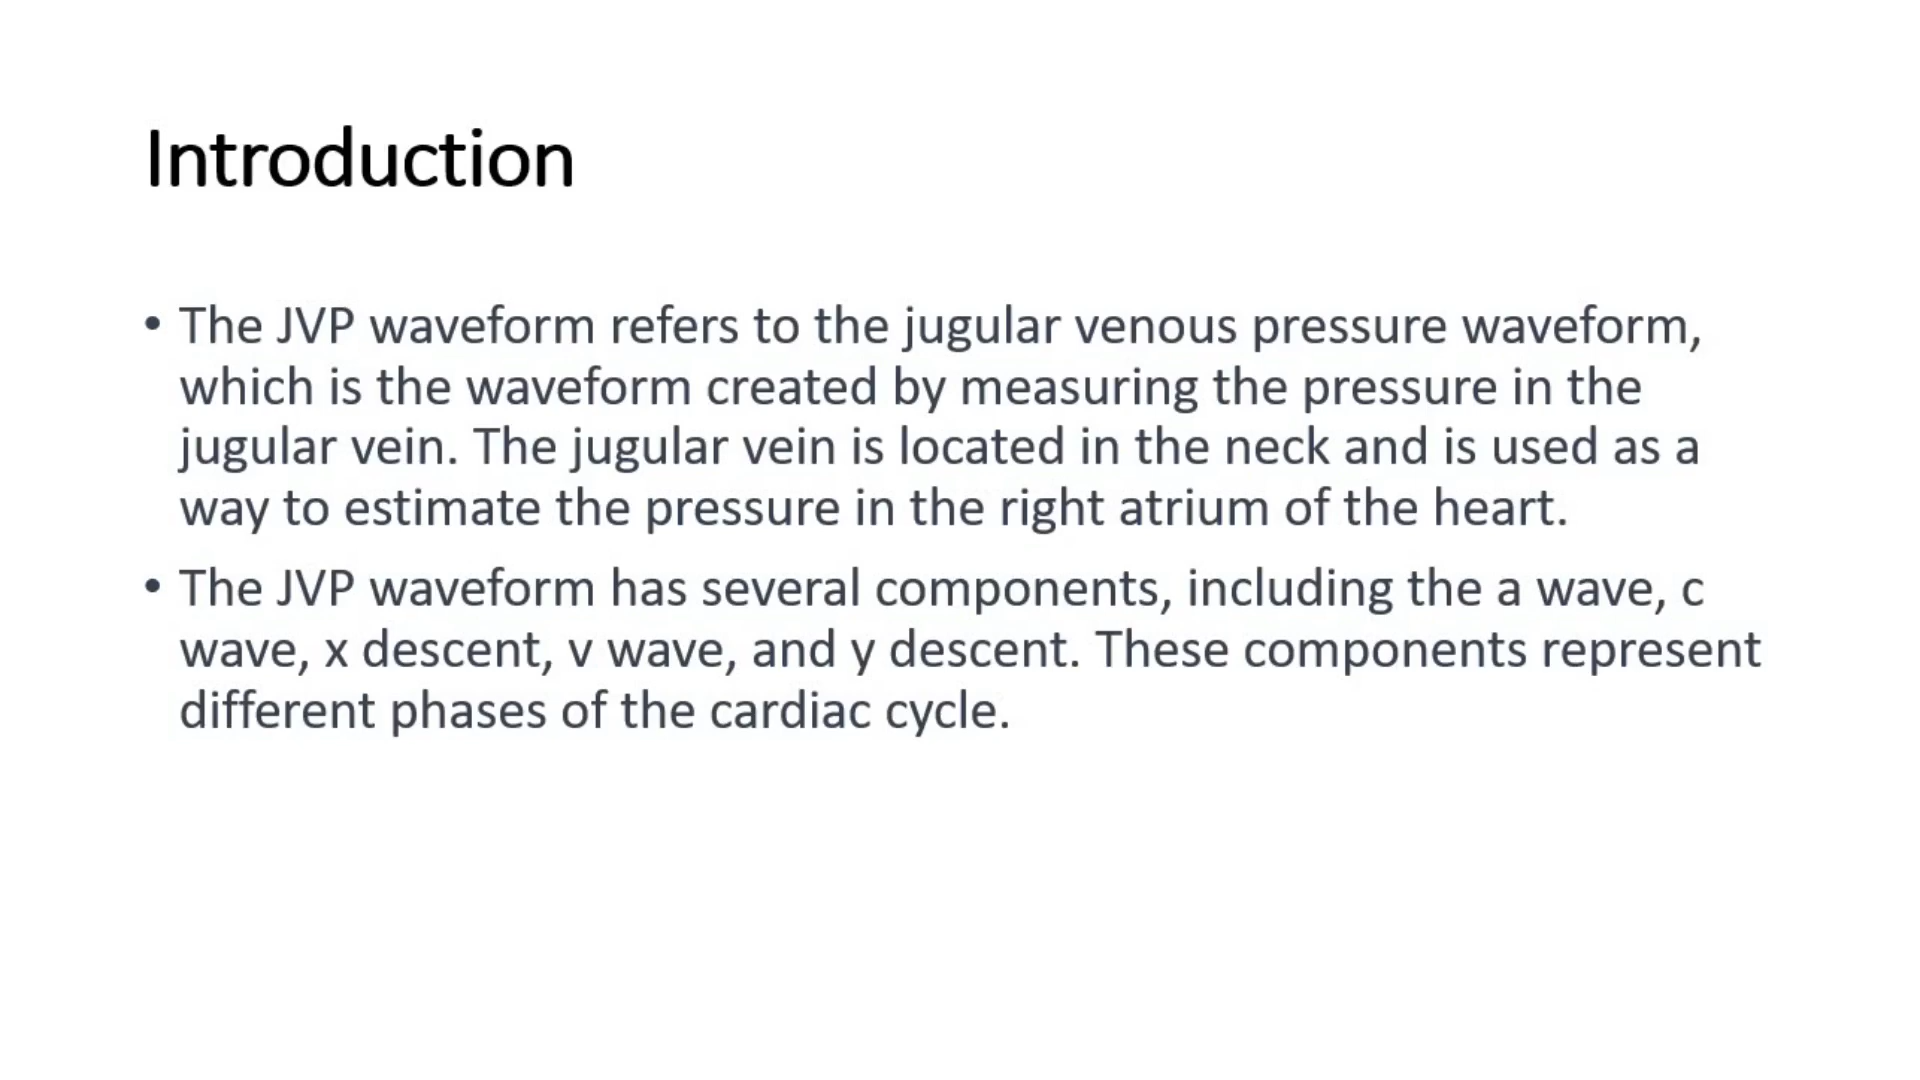 Introduction
• The JVP waveform refers to the jugular venous pressure waveform,
which is the waveform created by measuring the pressure in the
jugular vein. The jugular vein is located in the neck and is used as a
way to estimate the pressure in the right atrium of the heart.
• The JVP waveform has several components, including the a wave, c
wave, x descent, v wave, and y descent. These components represent
different phases of the cardiac cycle.